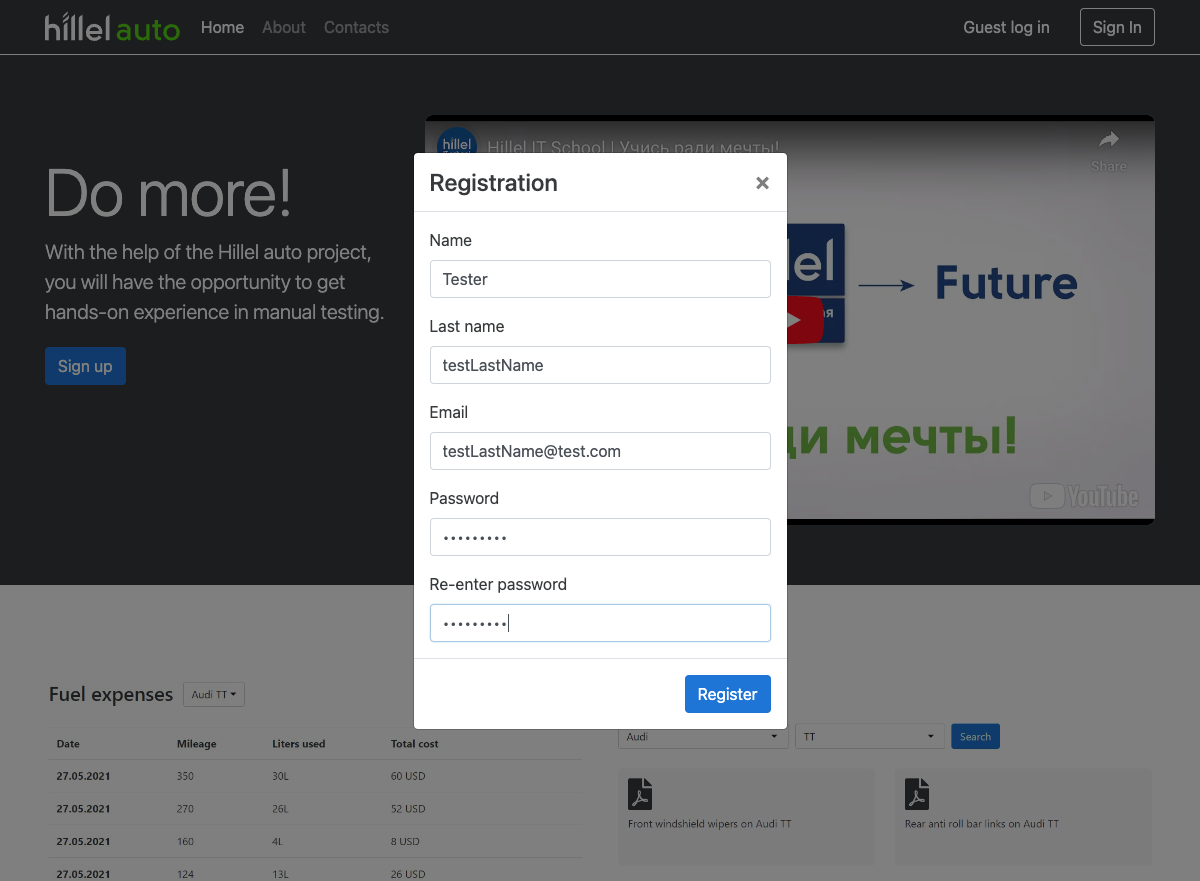 hillel auto Home About Contacts Guest log in Sign In
hillel Hillel IT School | Учись ради мечты!
Share
Do more!
With the help of the Hillel auto project,
you will have the opportunity to get
hands-on experience in manual testing.
Sign up
el
Future
ди мечты!
YouTube
Registration ×
Name
Tester
Last name
testLastName
Email
testLastName@test.com
Password
•••••••••
Re-enter password
•••••••••
Register
Fuel expenses Audi TT
Date Mileage Liters used Total cost
27.05.2021 350 30L 60 USD
27.05.2021 270 26L 52 USD
27.05.2021 160 4L 8 USD
27.05.2021 124 13L 26 USD
Audi TT Search
Front windshield wipers on Audi TT
Rear anti roll bar links on Audi TT